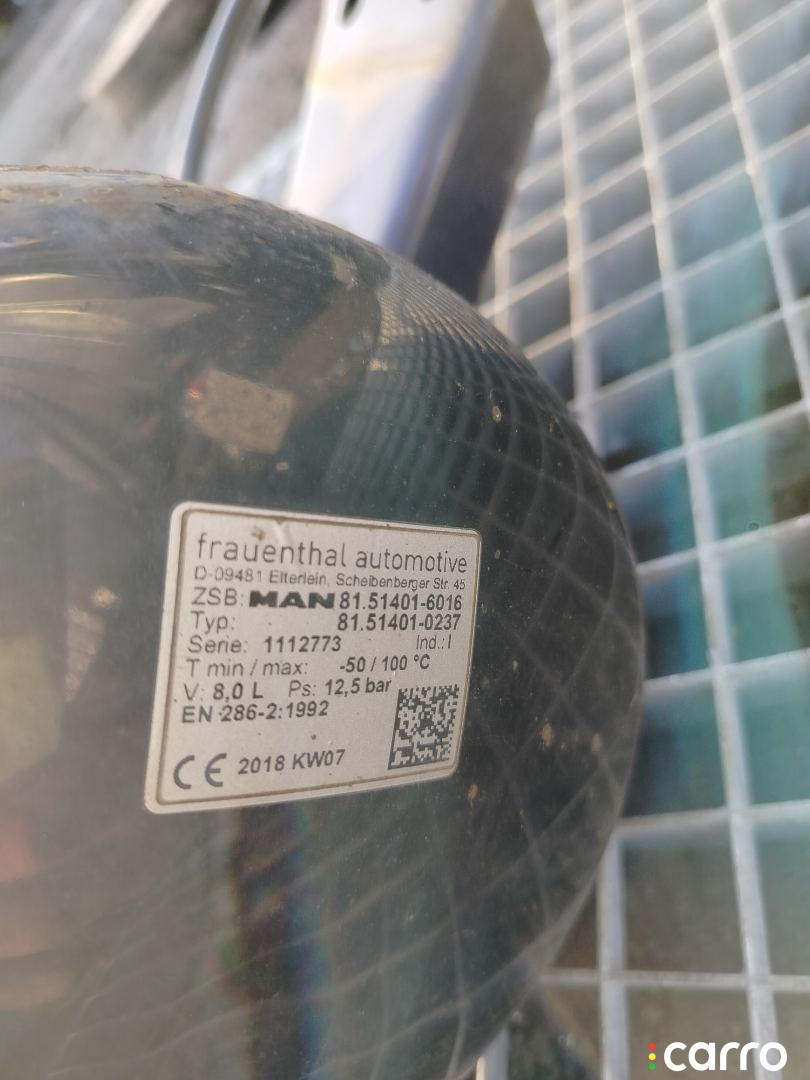 frauenthal automotive
D-09481 Elterlein, Scheibenberger Str. 45
ZSB: MAN 81.51401-6016
Typ: 81.51401-0237
Serie: 1112773 Ind.: I
T min / max: -50 / 100 °C
V: 8,0 L Ps: 12,5 bar
EN 286-2:1992
CE 2018 KW07
carro